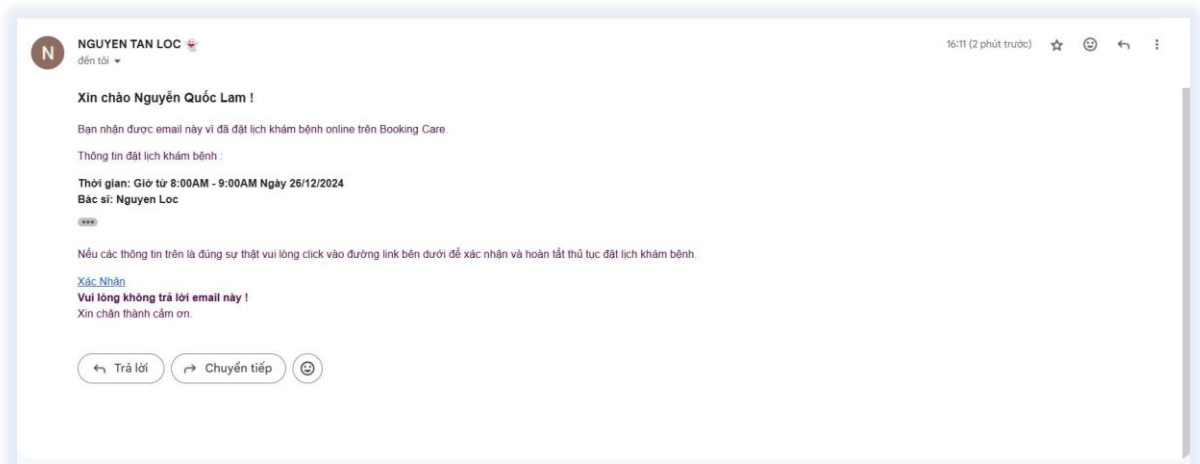 N
NGUYEN TAN LOC 👻
đến tôi
16:11 (2 phút trước)
Xin chào Nguyễn Quốc Lam !
Bạn nhận được email này vì đã đặt lịch khám bệnh online trên Booking Care.
Thông tin đặt lịch khám bệnh :
Thời gian: Giờ từ 8:00AM - 9:00AM Ngày 26/12/2024
Bác sĩ: Nguyen Loc
Nếu các thông tin trên là đúng sự thật vui lòng click vào đường link bên dưới để xác nhận và hoàn tất thủ tục đặt lịch khám bệnh.
Xác Nhận
Vui lòng không trả lời email này !
Xin chân thành cảm ơn.
Trả lời
Chuyển tiếp